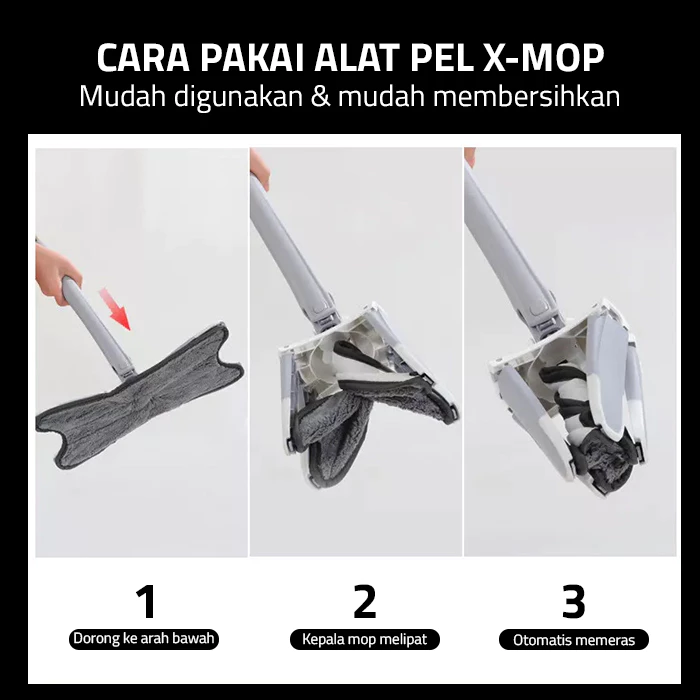 CARA PAKAI ALAT PEL X-MOP
Mudah digunakan & mudah membersihkan
1
Dorong ke arah bawah
2
Kepala mop melipat
3
Otomatis memeras